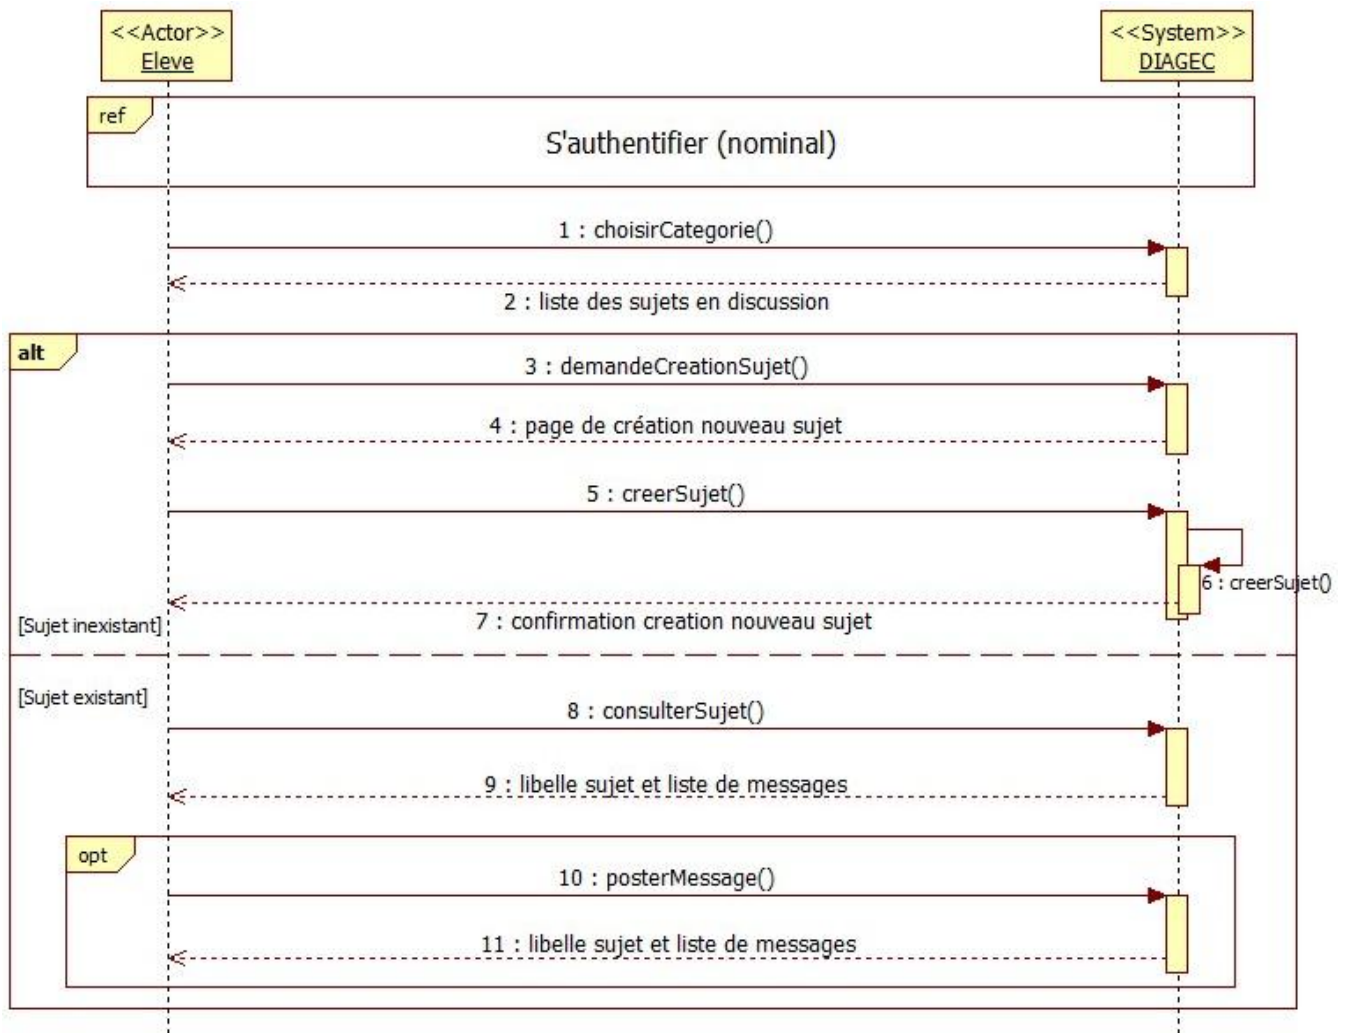 <<Actor>>
Eleve
<<System>>
DIAGEC
ref
S'authentifier (nominal)
1 : choisirCategorie()
2 : liste des sujets en discussion
alt
3 : demandeCreationSujet()
4 : page de création nouveau sujet
5 : creerSujet()
6 : creerSujet()
7 : confirmation creation nouveau sujet
[Sujet inexistant]
[Sujet existant]
8 : consulterSujet()
9 : libelle sujet et liste de messages
opt
10 : posterMessage()
11 : libelle sujet et liste de messages